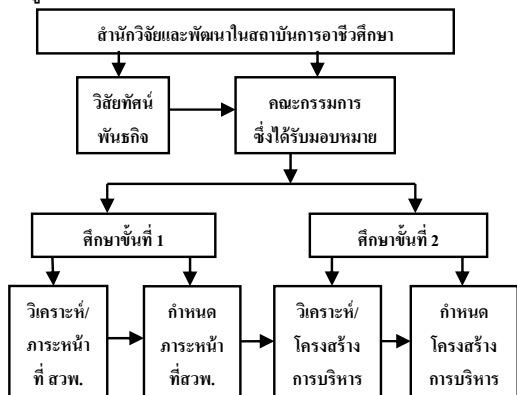 สำนักวิจัยและพัฒนาในสถาบันการอาชีวศึกษา
วิสัยทัศน์
พันธกิจ
คณะกรรมการ
ซึ่งได้รับมอบหมาย
ศึกษาขั้นที่ 1
ศึกษาขั้นที่ 2
วิเคราะห์/
ภาระหน้า
ที่ สวพ.
กำหนด
ภาระหน้า
ที่สวพ.
วิเคราะห์/
โครงสร้าง
การบริหาร
กำหนด
โครงสร้าง
การบริหาร